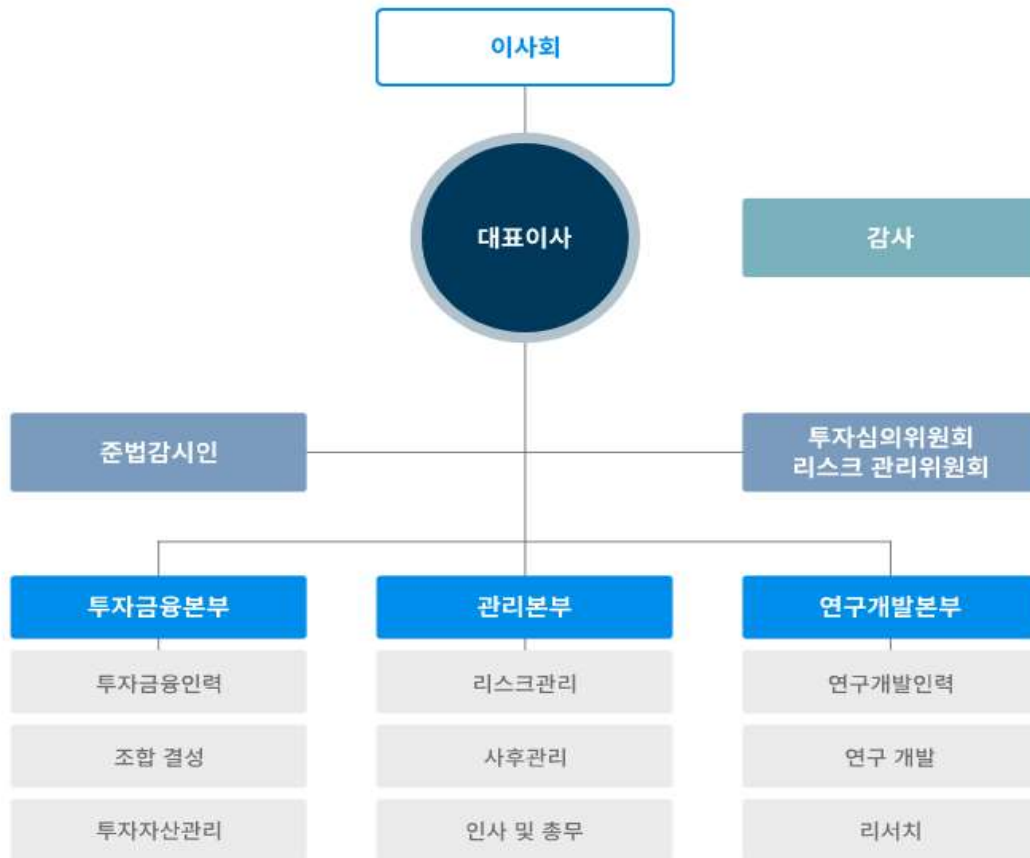 이사회
대표이사
감사
준법감시인
투자심의위원회
리스크 관리위원회
투자금융본부
관리본부
연구개발본부
투자금융인력
리스크관리
연구개발인력
조합 결성
사후관리
연구 개발
투자자산관리
인사 및 총무
리서치